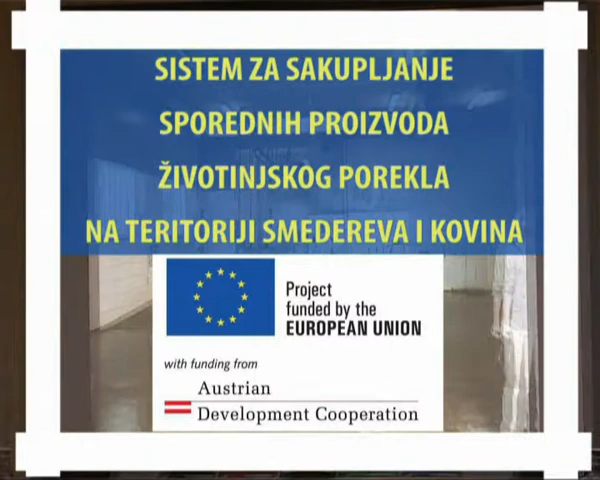 SISTEM ZA SAKUPLJANJE
SPOREDNIH PROIZVODA
ŽIVOTINJSKOG POREKLA
NA TERITORIJI SMEDEREVA I KOVINA
Project
funded by the
EUROPEAN UNION
with funding from
Austrian
Development Cooperation